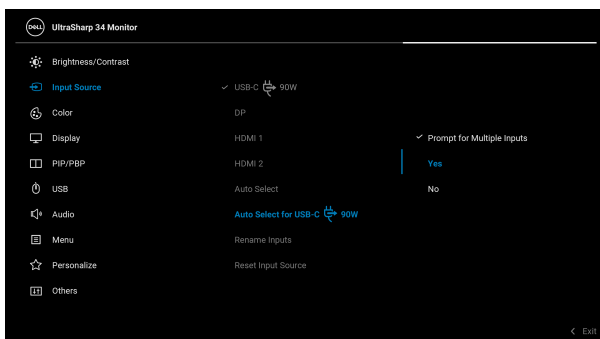 DELL UltraSharp 34 Monitor
Brightness/Contrast
Input Source
Color
Display
PIP/PBP
USB
Audio
Menu
Personalize
Others
USB-C 90W
DP
HDMI 1
HDMI 2
Auto Select
Auto Select for USB-C 90W
Rename Inputs
Reset Input Source
Prompt for Multiple Inputs
Yes
No
Exit